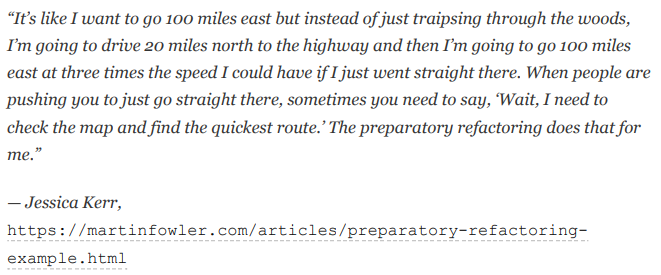 “It’s like I want to go 100 miles east but instead of just traipsing through the woods,
I’m going to drive 20 miles north to the highway and then I’m going to go 100 miles
east at three times the speed I could have if I just went straight there. When people are
pushing you to just go straight there, sometimes you need to say, ‘Wait, I need to
check the map and find the quickest route.’ The preparatory refactoring does that for
me.”
— Jessica Kerr,
https://martinfowler.com/articles/preparatory-refactoring-
example.html